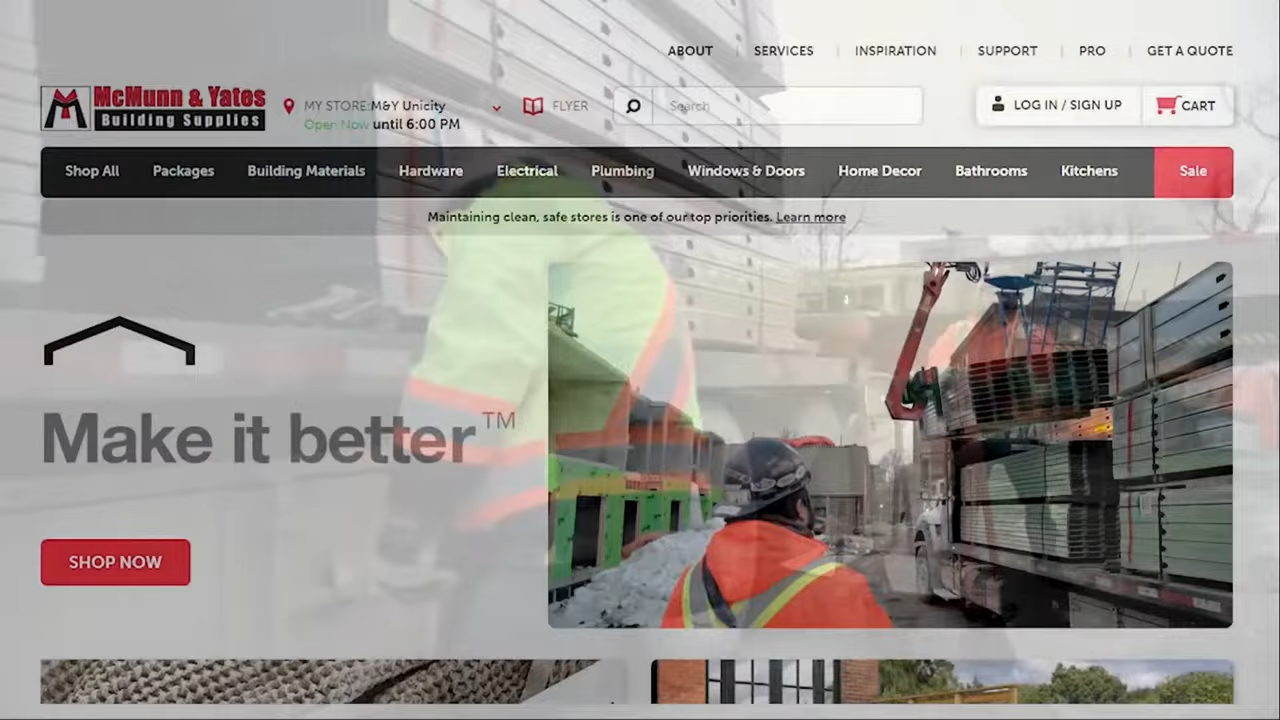 ABOUT
SERVICES
INSPIRATION
SUPPORT
PRO
GET A QUOTE
McMunn & Yates
Building Supplies
MY STORE:M&Y Unicity
Open Now until 6:00 PM
FLYER
Search
LOG IN / SIGN UP
CART
Shop All
Packages
Building Materials
Hardware
Electrical
Plumbing
Windows & Doors
Home Decor
Bathrooms
Kitchens
Sale
Maintaining clean, safe stores is one of our top priorities. Learn more
Make it better™
SHOP NOW